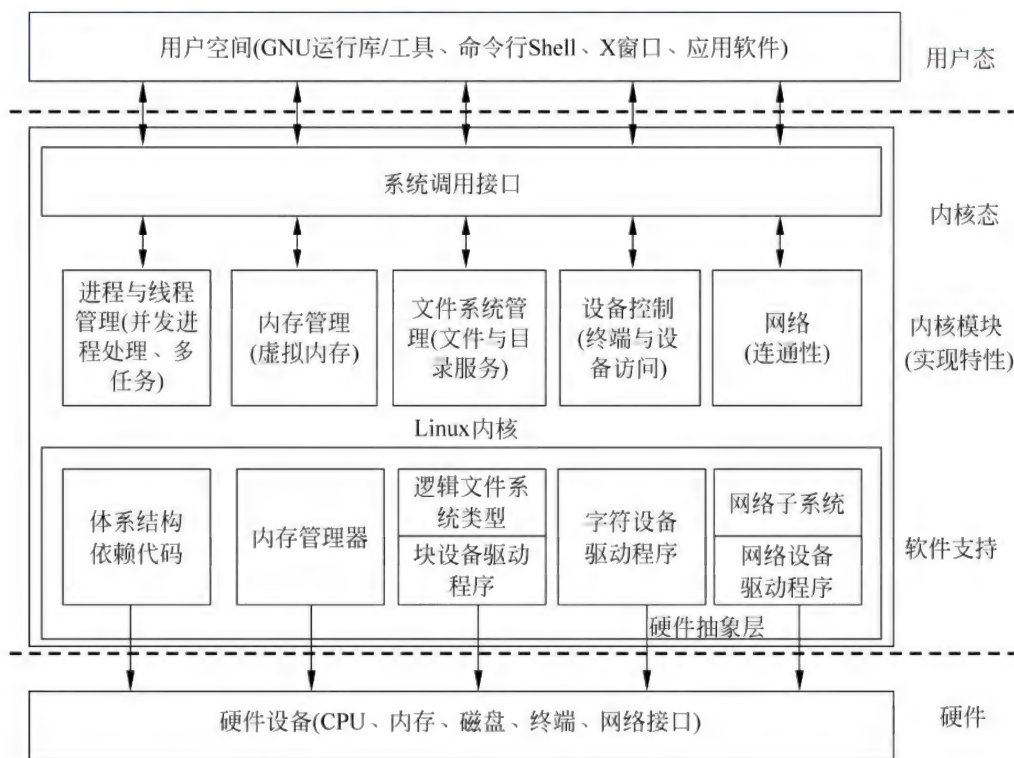 用户空间(GNU运行库/工具、命令行Shell、X窗口、应用软件)
用户态
系统调用接口
内核态
进程与线程
管理(并发进
程处理、多
任务)
内存管理
(虚拟内存)
文件系统管
理(文件与目
录服务)
设备控制
(终端与设
备访问)
网络
(连通性)
内核模块
(实现特性)
Linux内核
体系结构
依赖代码
内存管理器
逻辑文件系
统类型
块设备驱动
程序
字符设备
驱动程序
网络子系统
网络设备
驱动程序
软件支持
硬件抽象层
硬件设备(CPU、内存、磁盘、终端、网络接口)
硬件